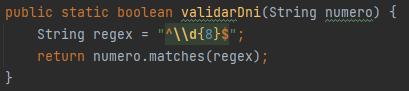 public static boolean validarDni(String numero) {
    String regex = "^\\d{8}$";
    return numero.matches(regex);
}